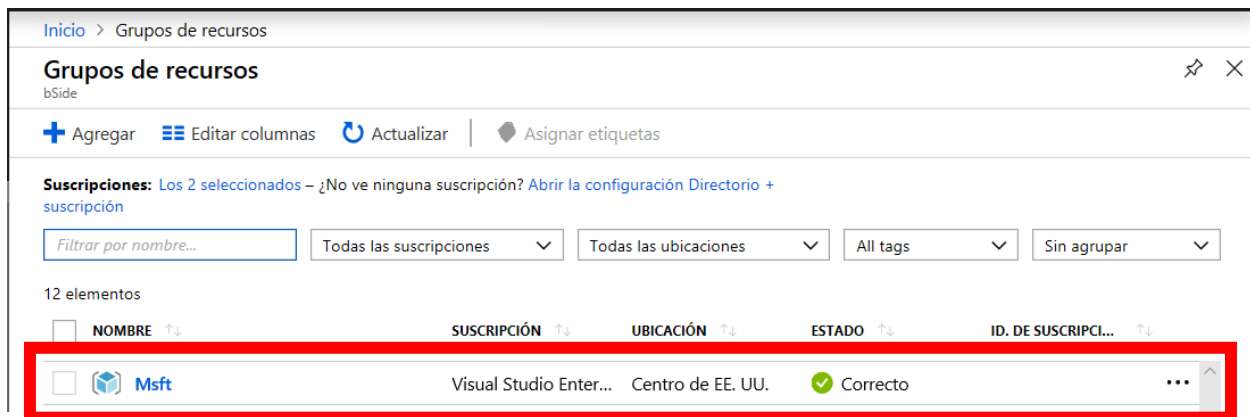 Inicio > Grupos de recursos
Grupos de recursos
bSide
Agregar Editar columnas Actualizar Asignar etiquetas
Suscripciones: Los 2 seleccionados – ¿No ve ninguna suscripción? Abrir la configuración Directorio +
suscripción
Filtrar por nombre... Todas las suscripciones Todas las ubicaciones All tags Sin agrupar
12 elementos
NOMBRE SUSCRIPCIÓN UBICACIÓN ESTADO ID. DE SUSCRIPCI...
Msft Visual Studio Enter... Centro de EE. UU. Correcto